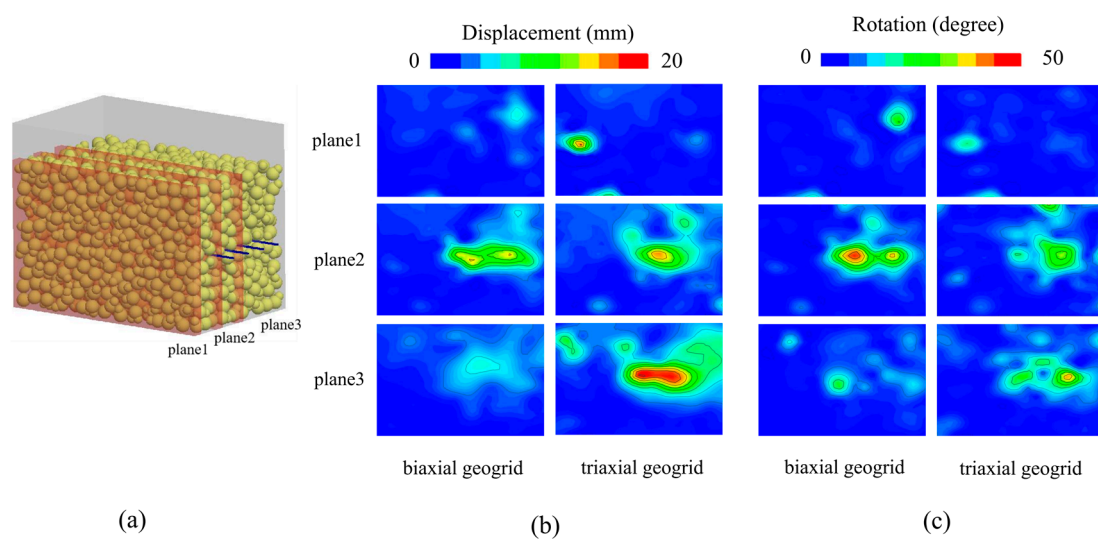 Displacement (mm)
0
20
Rotation (degree)
0
50
plane1
plane2
plane3
plane1
plane2
plane3
biaxial geogrid
triaxial geogrid
biaxial geogrid
triaxial geogrid
(a)
(b)
(c)